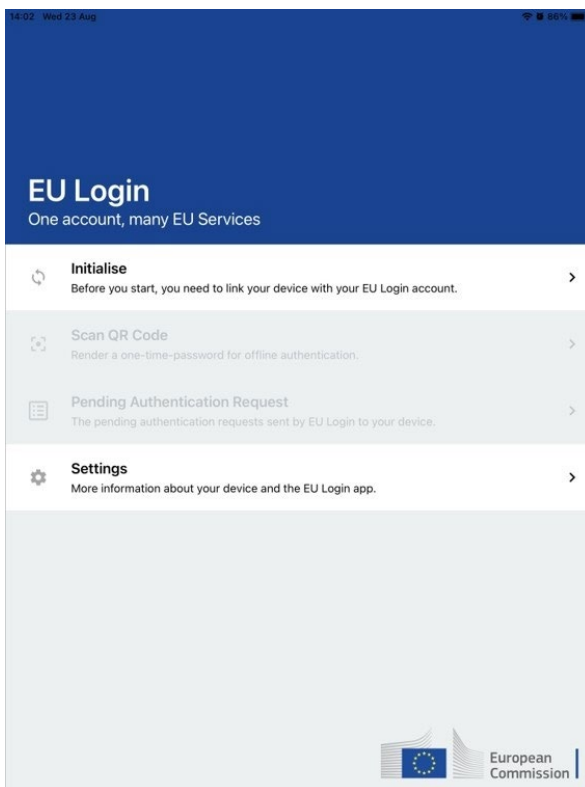 14:02 Wed 23 Aug 86%
EU Login
One account, many EU Services
Initialise
Before you start, you need to link your device with your EU Login account.
Scan QR Code
Render a one-time-password for offline authentication.
Pending Authentication Request
The pending authentication requests sent by EU Login to your device.
Settings
More information about your device and the EU Login app.
European
Commission